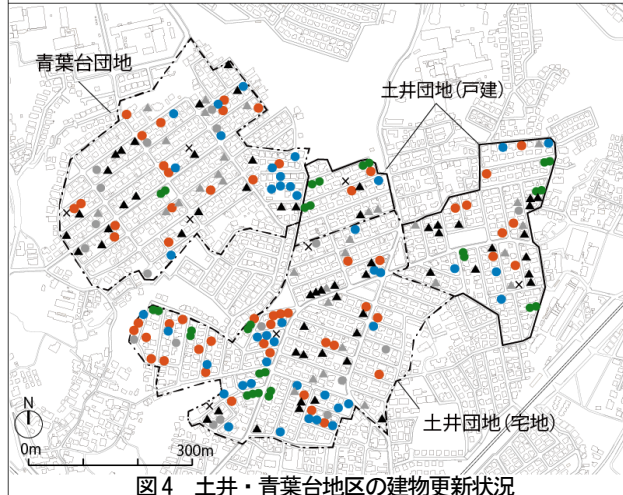 青葉台団地
土井団地(戸建)
土井団地(宅地)
N
0m
300m
図4 土井・青葉台地区の建物更新状況